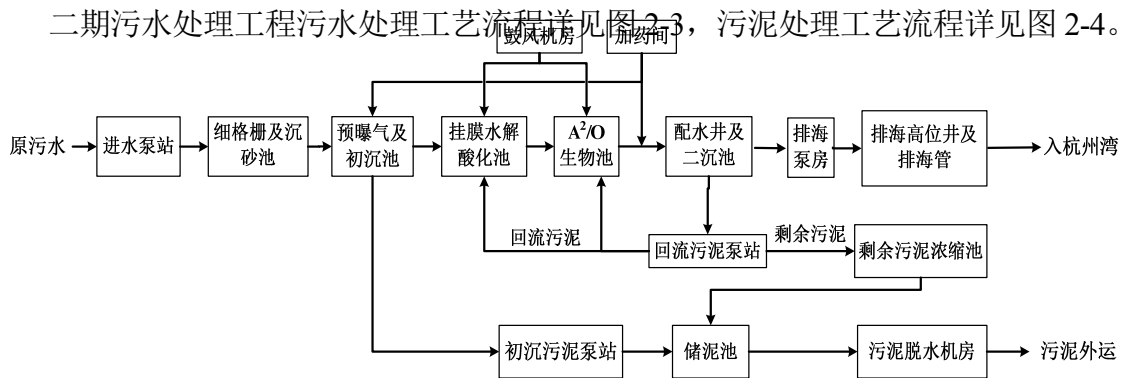 二期污水处理工程污水处理工艺流程详见图 2-3，污泥处理工艺流程详见图 2-4。
鼓风机房
加药间
原污水
进水泵站
细格栅及沉
砂池
预曝气及
初沉池
挂膜水解
酸化池
A²/O
生物池
配水井及
二沉池
排海
泵房
排海高位井及
排海管
入杭州湾
回流污泥
回流污泥泵站
剩余污泥
剩余污泥浓缩池
初沉污泥泵站
储泥池
污泥脱水机房
污泥外运